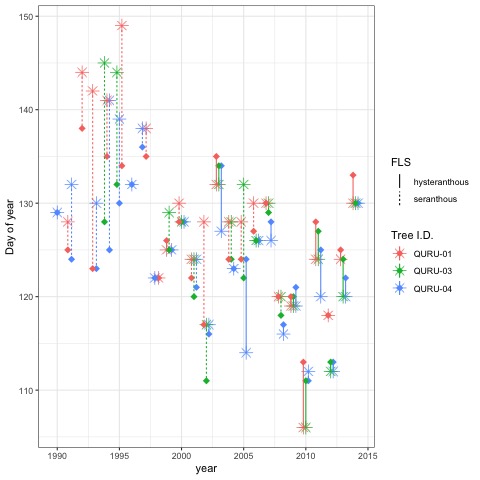 150
140
130
120
110
Day of year
1990
1995
2000
2005
2010
2015
year
FLS
hysteranthous
seranthous
Tree I.D.
QURU-01
QURU-03
QURU-04